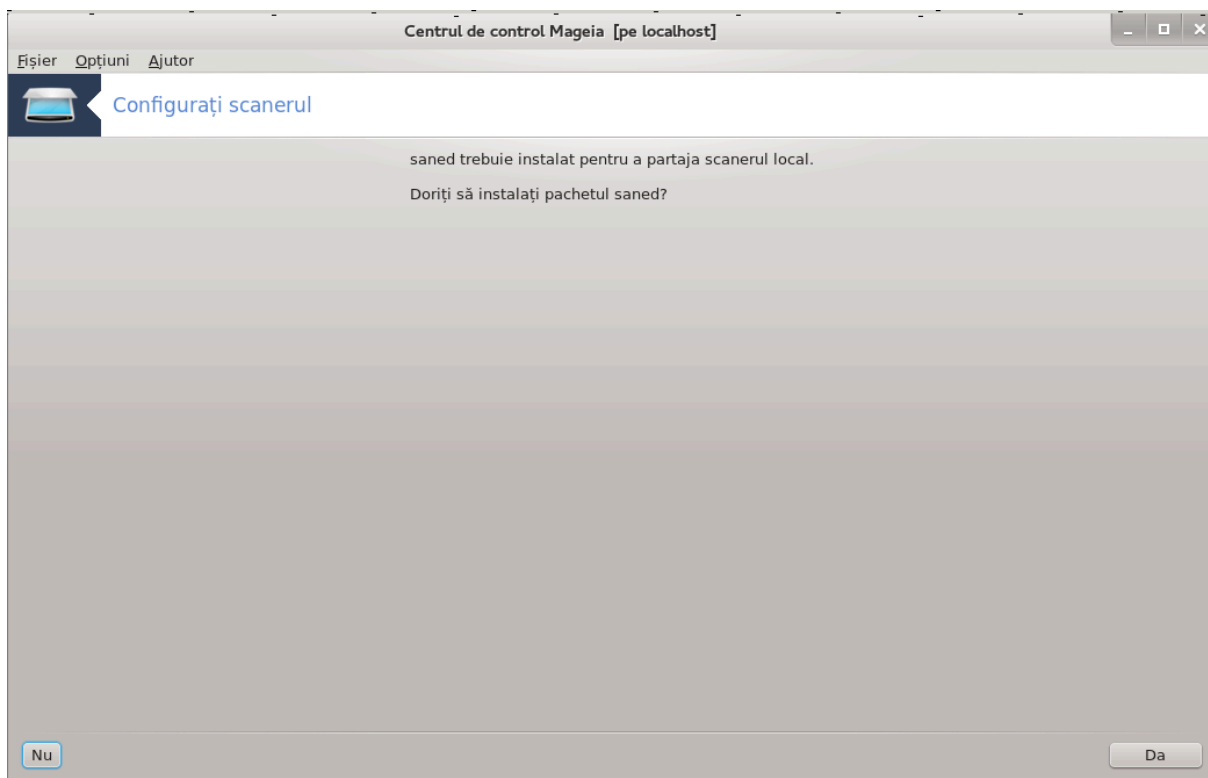 Centrul de control Mageia [pe localhost]
Fișier Opțiuni Ajutor
Configurați scanerul
saned trebuie instalat pentru a partaja scanerul local.
Doriți să instalați pachetul saned?
Nu Da